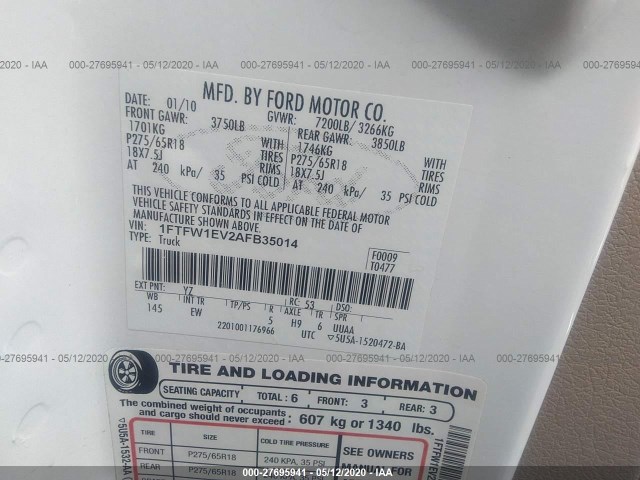 000-27695941 - 05/12/2020 - IAA
MFD. BY FORD MOTOR CO.
DATE: 01/10
GVWR: 7200LB/ 3266KG
FRONT GAWR: 3750LB
REAR GAWR: 3850LB
1701KG WITH
1746KG WITH
P275/65R18 TIRES
P275/65R18 TIRES
18X7.5J RIMS
18X7.5J RIMS
AT 240 kPa/ 35 PSI COLD
AT 240 kPa/ 35 PSI COLD
THIS VEHICLE CONFORMS TO ALL APPLICABLE FEDERAL MOTOR
VEHICLE SAFETY STANDARDS IN EFFECT ON THE DATE OF
MANUFACTURE SHOWN ABOVE.
VIN: 1FTFW1EV2AFB35014
TYPE: Truck
F0009
T0477
EXT PNT: YZ RC: 53 DSO:
WB INT TR TP/PS R AXLE TR SPR
145 EW 5 H9 6 UUAA
2201001176966 UTC ▽5U5A-1520472-BA
TIRE AND LOADING INFORMATION
SEATING CAPACITY TOTAL: 6 FRONT: 3 REAR: 3
The combined weight of occupants
and cargo should never exceed: 607 kg or 1340 lbs.
TIRE SIZE COLD TIRE PRESSURE
FRONT P275/65R18 240 KPA, 35 PSI
REAR P275/65R18
SEE OWNERS
MANUAL FOR
▽5U5A-1532-AA